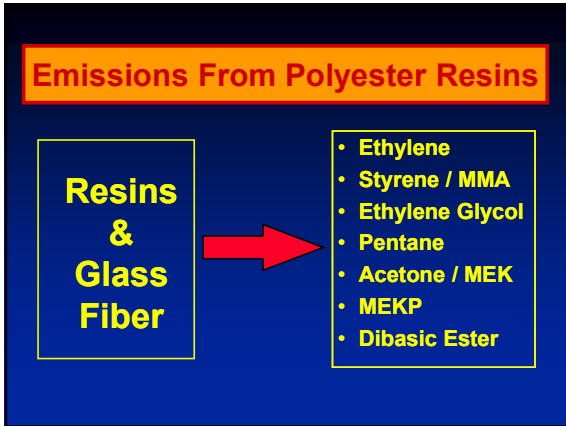 Emissions From Polyester Resins
Resins
&
Glass
Fiber
• Ethylene
• Styrene / MMA
• Ethylene Glycol
• Pentane
• Acetone / MEK
• MEKP
• Dibasic Ester